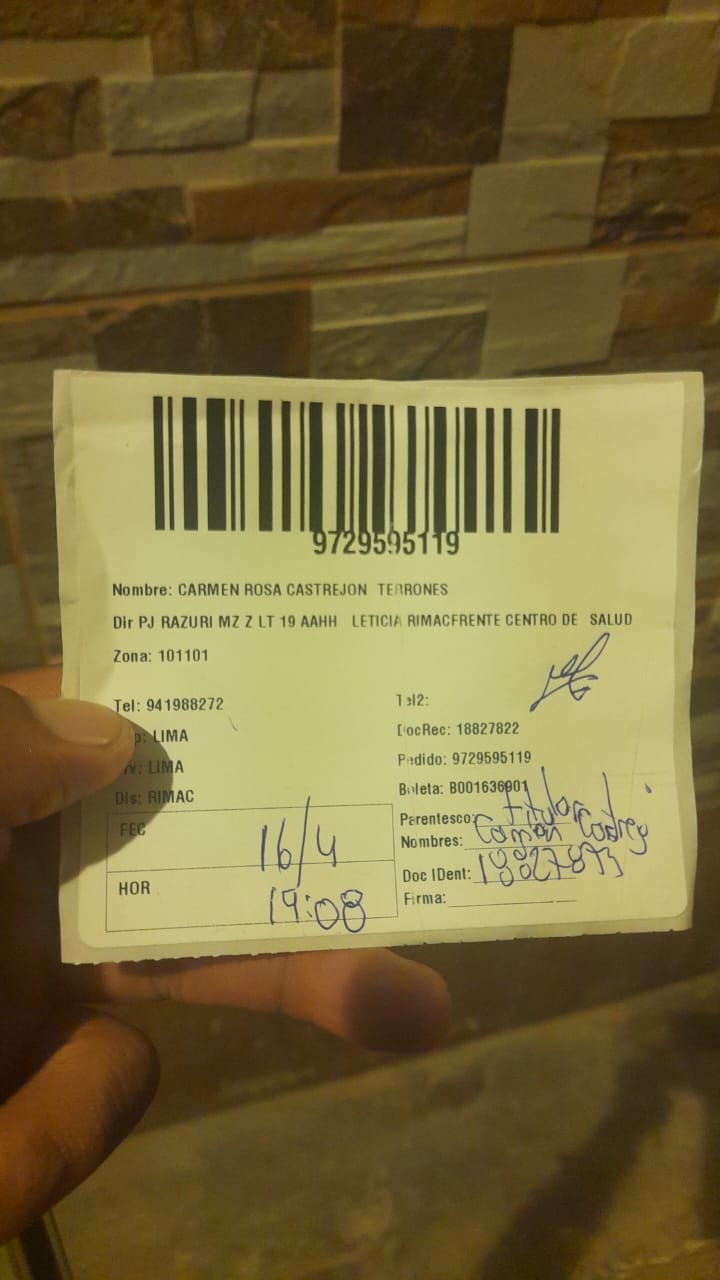 9729595119
Nombre: CARMEN ROSA CASTREJON TERRONES
Dir PJ RAZURI MZ Z LT 19 AAHH LETICIA RIMACFRENTE CENTRO DE SALUD
Zona: 101101
Tel: 941988272
Tel2:
p: LIMA
DocRec: 18827822
v: LIMA
Pedido: 9729595119
Dis: RIMAC
Boleta: B001636901
Parentesco: titular
FEC 16/4
Nombres: Carmen
HOR 19:08
Doc IDent:
Firma: